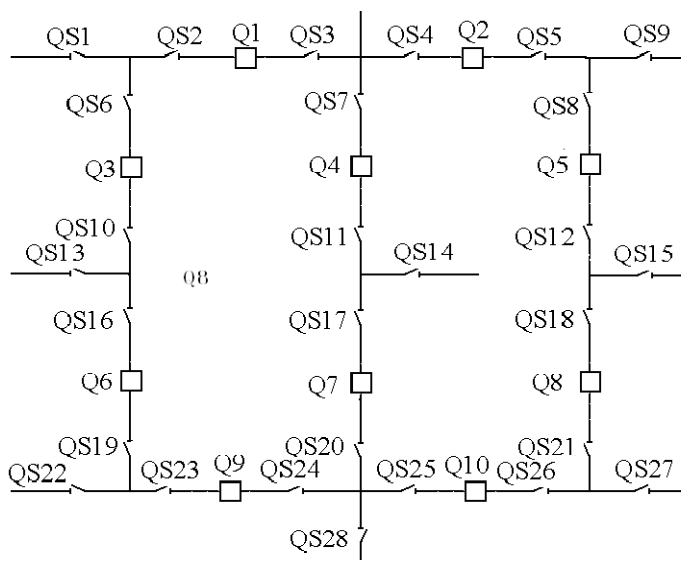 QS1 QS2 Q1 QS3 QS4 Q2 QS5 QS9
QS6 QS7 QS8
Q3 Q4 Q5
QS10 QS11 QS12
QS13 QS14 QS15
Q8
QS16 QS17 QS18
Q6 Q7 Q8
QS19 QS20 QS21
QS22 QS23 Q9 QS24 QS25 Q10 QS26 QS27
QS28